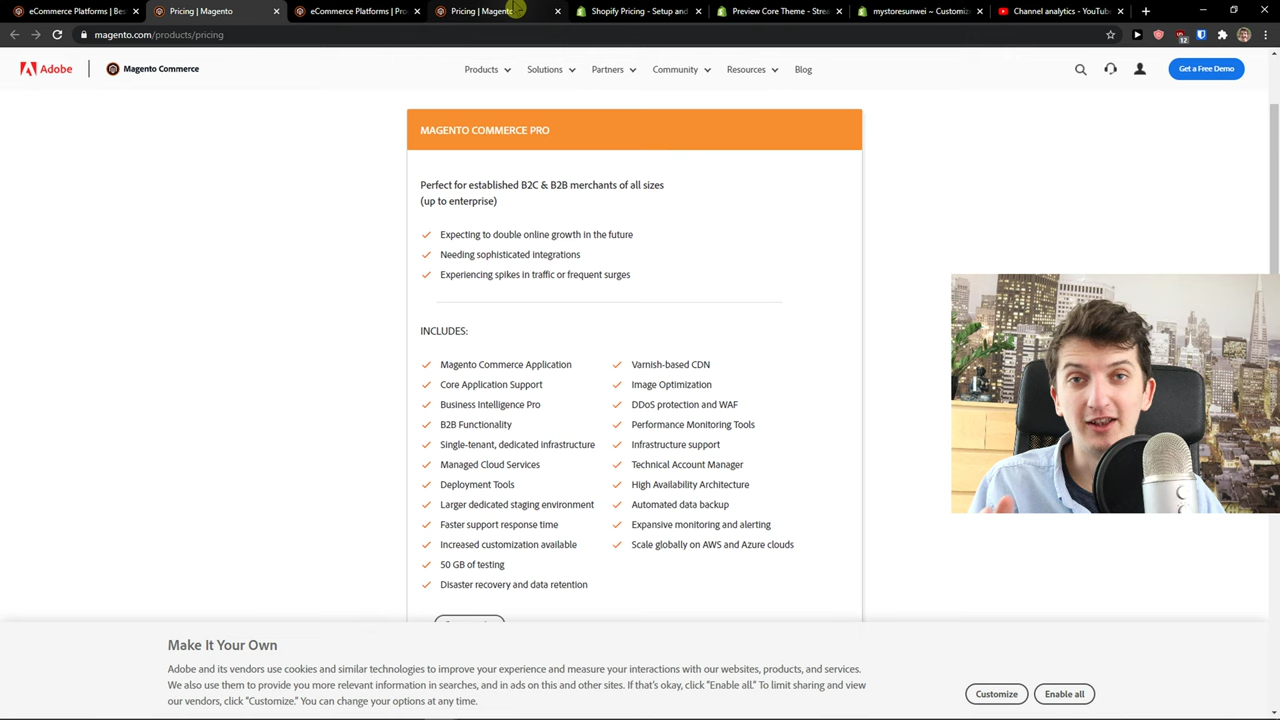 eCommerce Platforms | Bes
Pricing | Magento
eCommerce Platforms | Pro
Pricing | Magento
Shopify Pricing - Setup and
Preview Core Theme - Strea
mystoresunwei ~ Customiz
Channel analytics - YouTub
magento.com/products/pricing
12
Adobe
Magento Commerce
Products
Solutions
Partners
Community
Resources
Blog
Get a Free Demo
MAGENTO COMMERCE PRO
Perfect for established B2C & B2B merchants of all sizes
(up to enterprise)
Expecting to double online growth in the future
Needing sophisticated integrations
Experiencing spikes in traffic or frequent surges
INCLUDES:
Magento Commerce Application
Core Application Support
Business Intelligence Pro
B2B Functionality
Single-tenant, dedicated infrastructure
Managed Cloud Services
Deployment Tools
Larger dedicated staging environment
Faster support response time
Increased customization available
50 GB of testing
Disaster recovery and data retention
Varnish-based CDN
Image Optimization
DDoS protection and WAF
Performance Monitoring Tools
Infrastructure support
Technical Account Manager
High Availability Architecture
Automated data backup
Expansive monitoring and alerting
Scale globally on AWS and Azure clouds
Make It Your Own
Adobe and its vendors use cookies and similar technologies to improve your experience and measure your interactions with our websites, products, and services.
We also use them to provide you more relevant information in searches, and in ads on this and other sites. If that's okay, click "Enable all." To limit sharing and view
our vendors, click "Customize." You can change your options at any time.
Customize
Enable all